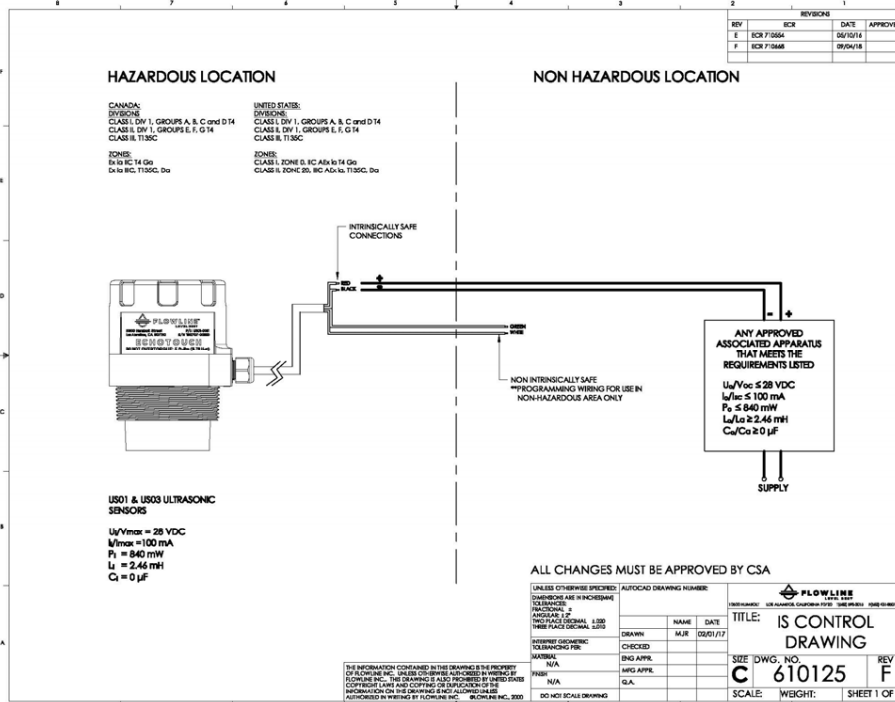 REVISIONS
REV ECR DATE APPROVE
E ECR 710554 05/10/16
F ECR 710668 09/04/18
HAZARDOUS LOCATION
NON HAZARDOUS LOCATION
CANADA:
DIVISIONS
CLASS I, DIV 1, GROUPS A, B, C and D T4
CLASS II, DIV 1, GROUPS E, F, G T4
CLASS III, T135C
ZONES:
Ex ia IIC T4 Ga
Ex ia IIIC, T135C, Da
UNITED STATES:
DIVISIONS:
CLASS I, DIV 1, GROUPS A, B, C and D T4
CLASS II, DIV 1, GROUPS E, F, G T4
CLASS III, T135C
ZONES:
CLASS I, ZONE 0, IIC AEx ia T4 Ga
CLASS II, ZONE 20, IIIC AEx ia, T135C, Da
INTRINSICALLY SAFE
CONNECTIONS
RED +
BLACK -
GREEN
WHITE
FLOWLINE
ECHOTOUCH
NON INTRINSICALLY SAFE
**PROGRAMMING WIRING FOR USE IN
NON-HAZARDOUS AREA ONLY
- +
ANY APPROVED
ASSOCIATED APPARATUS
THAT MEETS THE
REQUIREMENTS LISTED
Uo/Voc ≤ 28 VDC
Io/Isc ≤ 100 mA
Po ≤ 840 mW
Lo/La ≥ 2.46 mH
Co/Ca ≥ 0 µF
SUPPLY
US01 & US03 ULTRASONIC
SENSORS
Ui/Vmax = 28 VDC
Ii/Imax =100 mA
Pi = 840 mW
Li = 2.46 mH
Ci = 0 µF
ALL CHANGES MUST BE APPROVED BY CSA
UNLESS OTHERWISE SPECIFIED:
DIMENSIONS ARE IN INCHES[MM]
TOLERANCES:
FRACTIONAL ±
ANGULAR: ± 2°
TWO PLACE DECIMAL ±.020
THREE PLACE DECIMAL ±.010
INTERPRET GEOMETRIC
TOLERANCING PER:
MATERIAL
N/A
FINISH
N/A
DO NOT SCALE DRAWING
AUTOCAD DRAWING NUMBER:
NAME DATE
DRAWN MJR 02/01/17
CHECKED
ENG APPR.
MFG APPR.
Q.A.
FLOWLINE
TITLE: IS CONTROL
DRAWING
SIZE DWG. NO. REV
C 610125 F
SCALE: WEIGHT: SHEET 1 OF
THE INFORMATION CONTAINED IN THIS DRAWING IS THE PROPERTY
OF FLOWLINE INC. UNLESS OTHERWISE AUTHORIZED IN WRITING BY
FLOWLINE INC., THIS DRAWING IS ALSO PROHIBITED BY UNITED STATES
COPYRIGHT LAWS AND COPYING OR DUPLICATION OF THE
INFORMATION ON THIS DRAWING IS NOT ALLOWED UNLESS
AUTHORIZED IN WRITING BY FLOWLINE INC. ©FLOWLINE INC., 2000